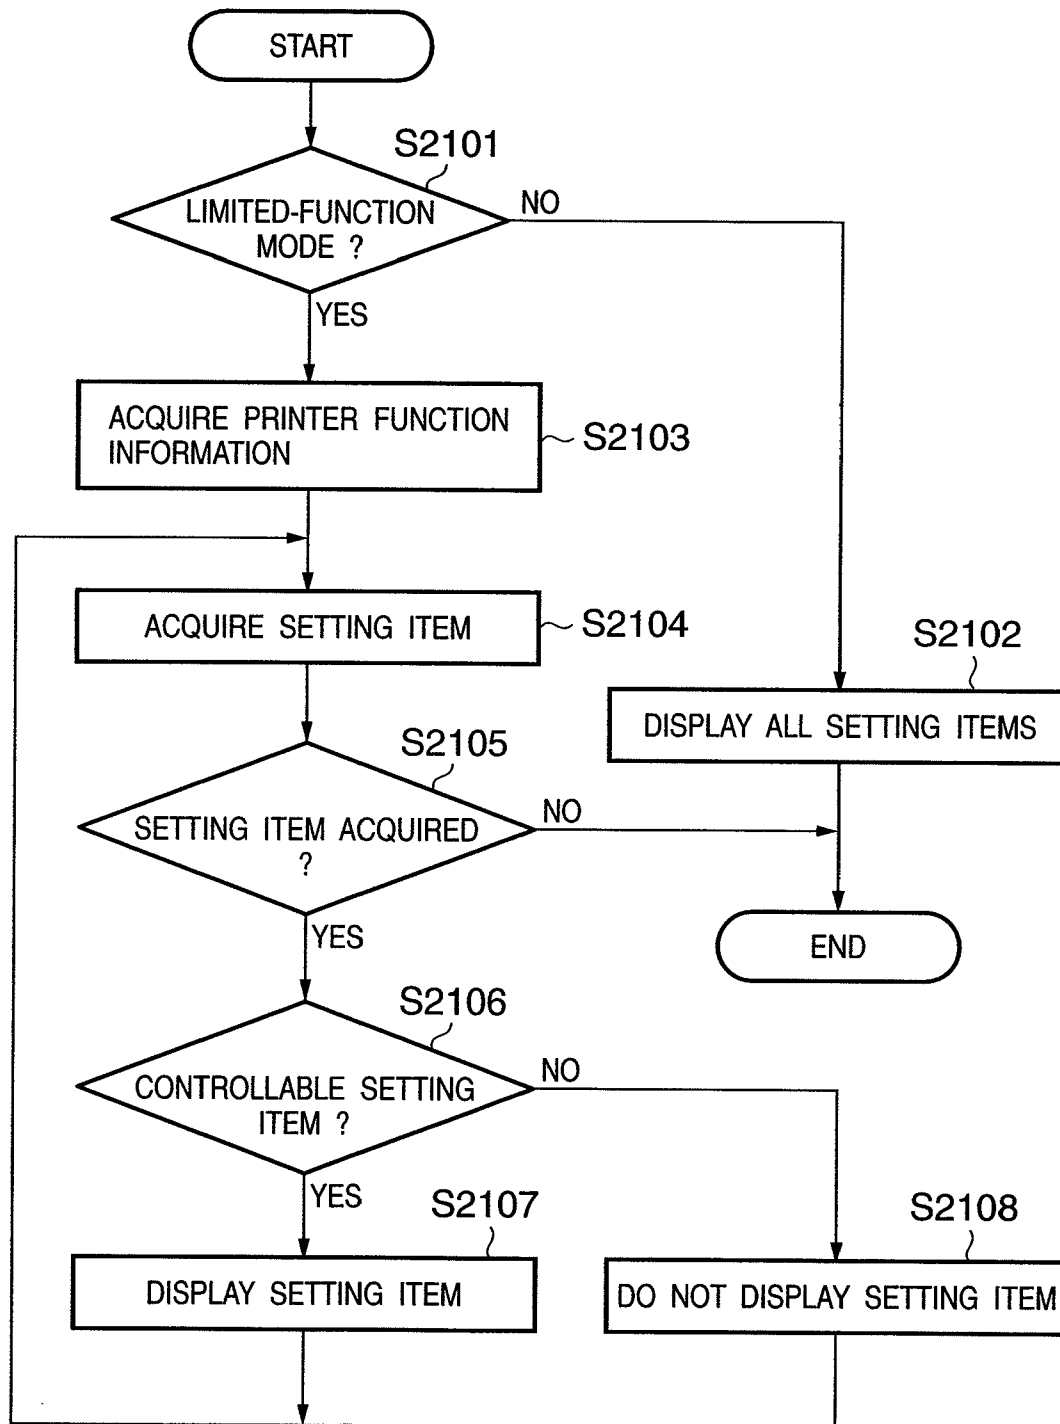 START
S2101
LIMITED-FUNCTION
MODE ?
NO
YES
ACQUIRE PRINTER FUNCTION
INFORMATION
S2103
ACQUIRE SETTING ITEM
S2104
S2102
DISPLAY ALL SETTING ITEMS
S2105
SETTING ITEM ACQUIRED
?
NO
YES
END
S2106
CONTROLLABLE SETTING
ITEM ?
NO
YES
S2107
DISPLAY SETTING ITEM
S2108
DO NOT DISPLAY SETTING ITEM